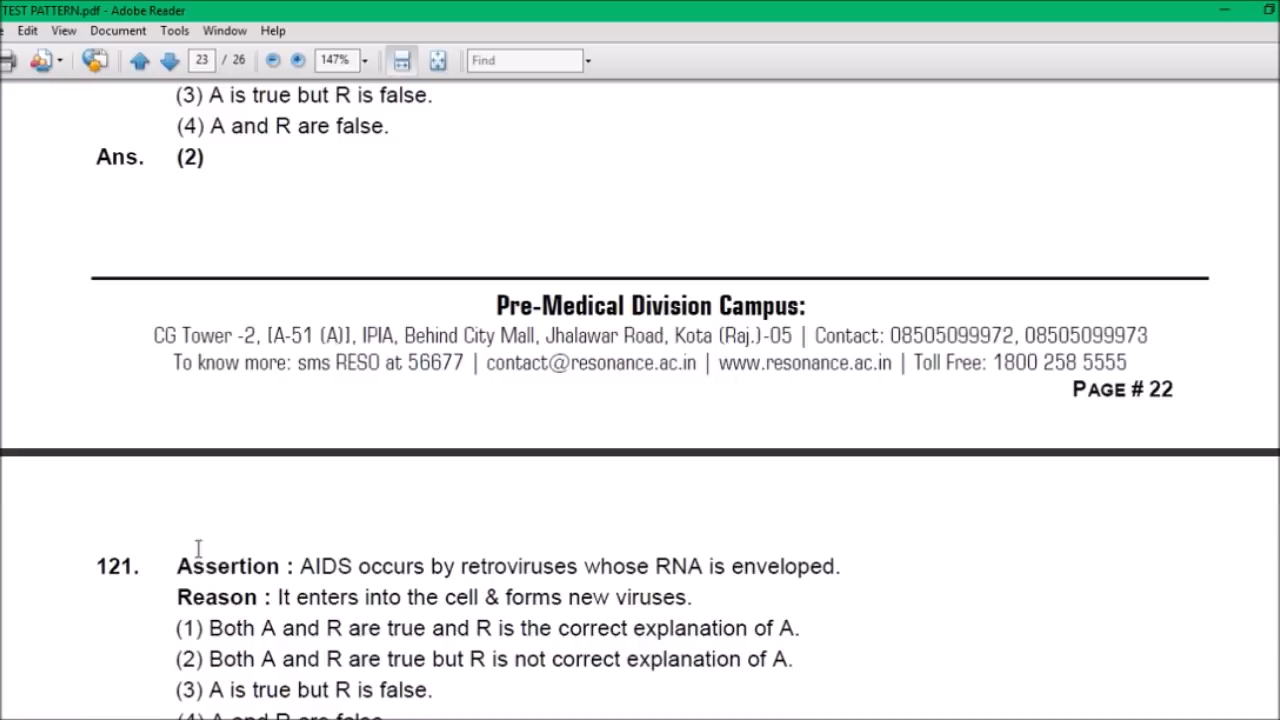 TEST PATTERN.pdf - Adobe Reader
Edit View Document Tools Window Help
23 / 26 147% Find
(3) A is true but R is false.
(4) A and R are false.
Ans. (2)
Pre-Medical Division Campus:
CG Tower -2, [A-51 (A)], IPIA, Behind City Mall, Jhalawar Road, Kota (Raj.)-05 | Contact: 08505099972, 08505099973
To know more: sms RESO at 56677 | contact@resonance.ac.in | www.resonance.ac.in | Toll Free: 1800 258 5555
PAGE # 22
121. Assertion : AIDS occurs by retroviruses whose RNA is enveloped.
Reason : It enters into the cell & forms new viruses.
(1) Both A and R are true and R is the correct explanation of A.
(2) Both A and R are true but R is not correct explanation of A.
(3) A is true but R is false.
(4) A and R are false